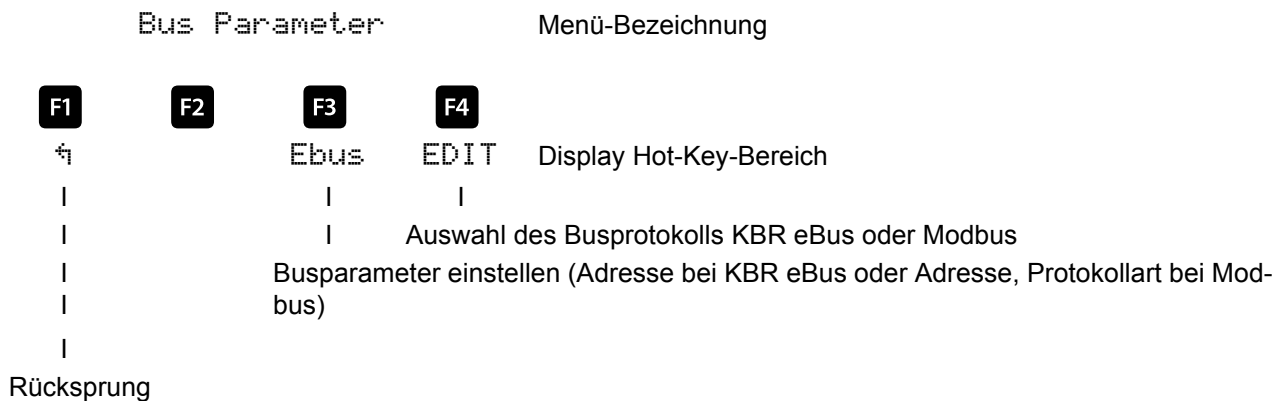 Bus Parameter Menü-Bezeichnung
F1 F2 F3 F4
↰ Ebus EDIT Display Hot-Key-Bereich
I I I
I I Auswahl des Busprotokolls KBR eBus oder Modbus
I Busparameter einstellen (Adresse bei KBR eBus oder Adresse, Protokollart bei Mod-
I bus)
I
Rücksprung